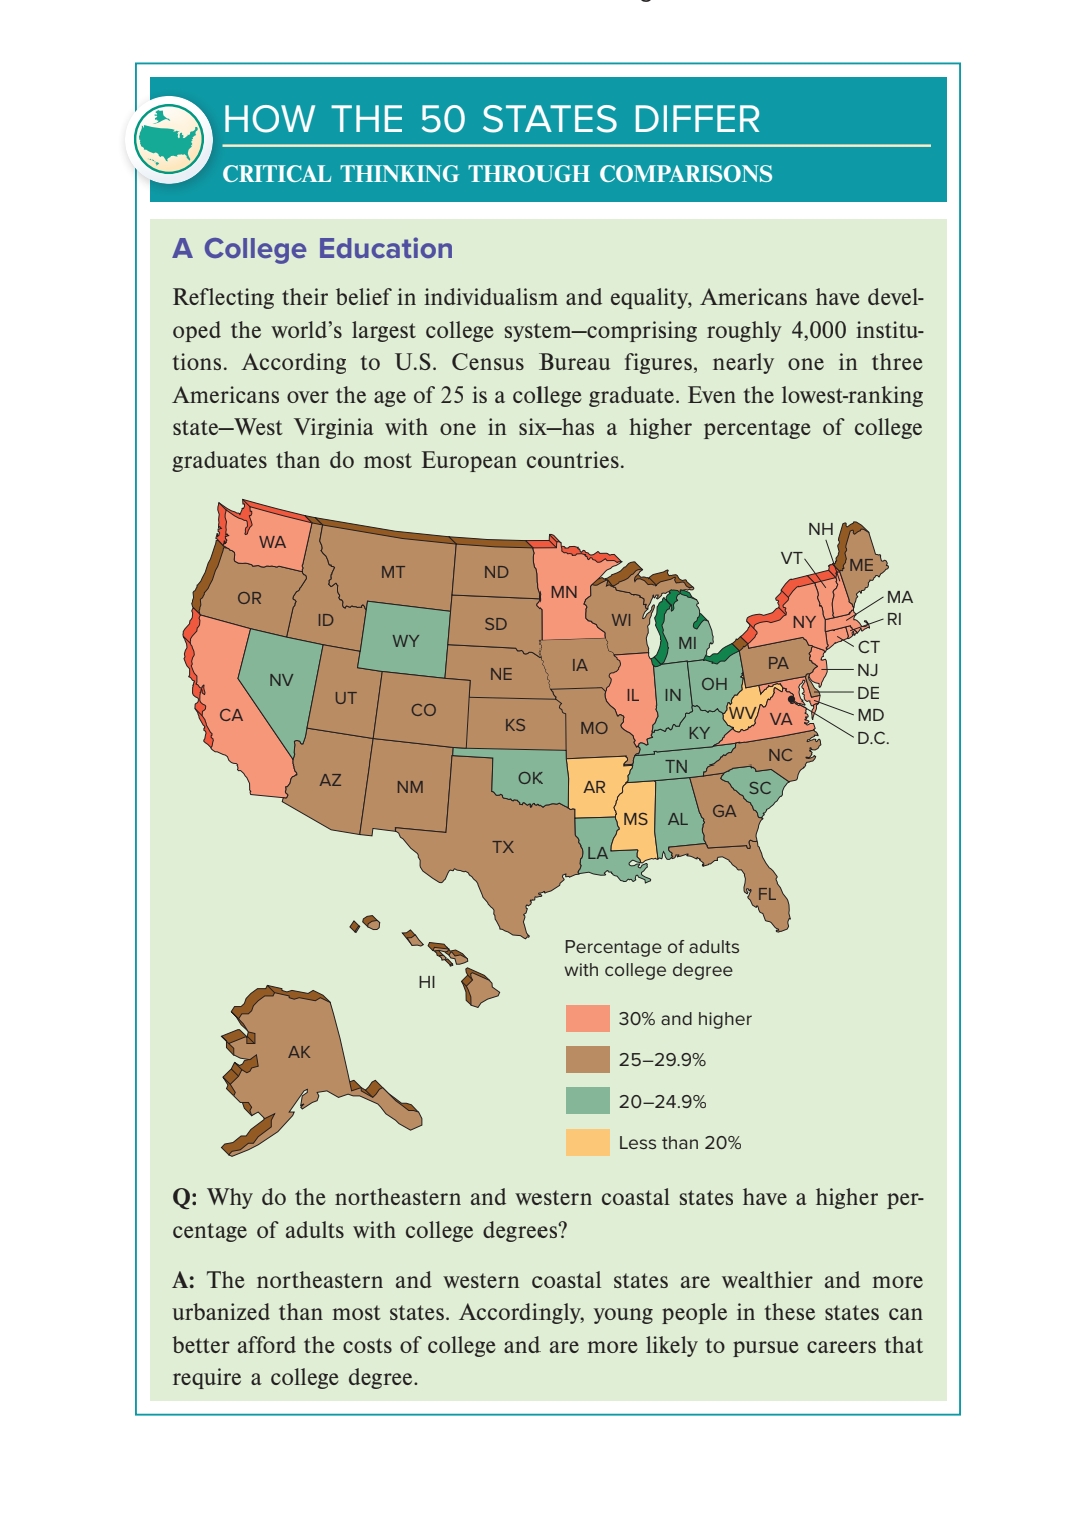 HOW THE 50 STATES DIFFER
CRITICAL THINKING THROUGH COMPARISONS
A College Education
Reflecting their belief in individualism and equality, Americans have devel-
oped the world's largest college system—comprising roughly 4,000 institu-
tions. According to U.S. Census Bureau figures, nearly one in three
Americans over the age of 25 is a college graduate. Even the lowest-ranking
state—West Virginia with one in six—has a higher percentage of college
graduates than do most European countries.
NH
WA
VT
ME
MT
ND
MN
OR
MA
ID
SD
WI
NY
RI
WY
MI
CT
IA
PA
NJ
NV
NE
OH
UT
IN
DE
IL
CA
CO
WV
MD
VA
KS
MO
KY
D.C.
NC
AZ
OK
TN
NM
AR
SC
GA
MS
AL
TX
LA
FL
Percentage of adults
with college degree
HI
30% and higher
AK
25–29.9%
20–24.9%
Less than 20%
Q: Why do the northeastern and western coastal states have a higher per-
centage of adults with college degrees?
A: The northeastern and western coastal states are wealthier and more
urbanized than most states. Accordingly, young people in these states can
better afford the costs of college and are more likely to pursue careers that
require a college degree.